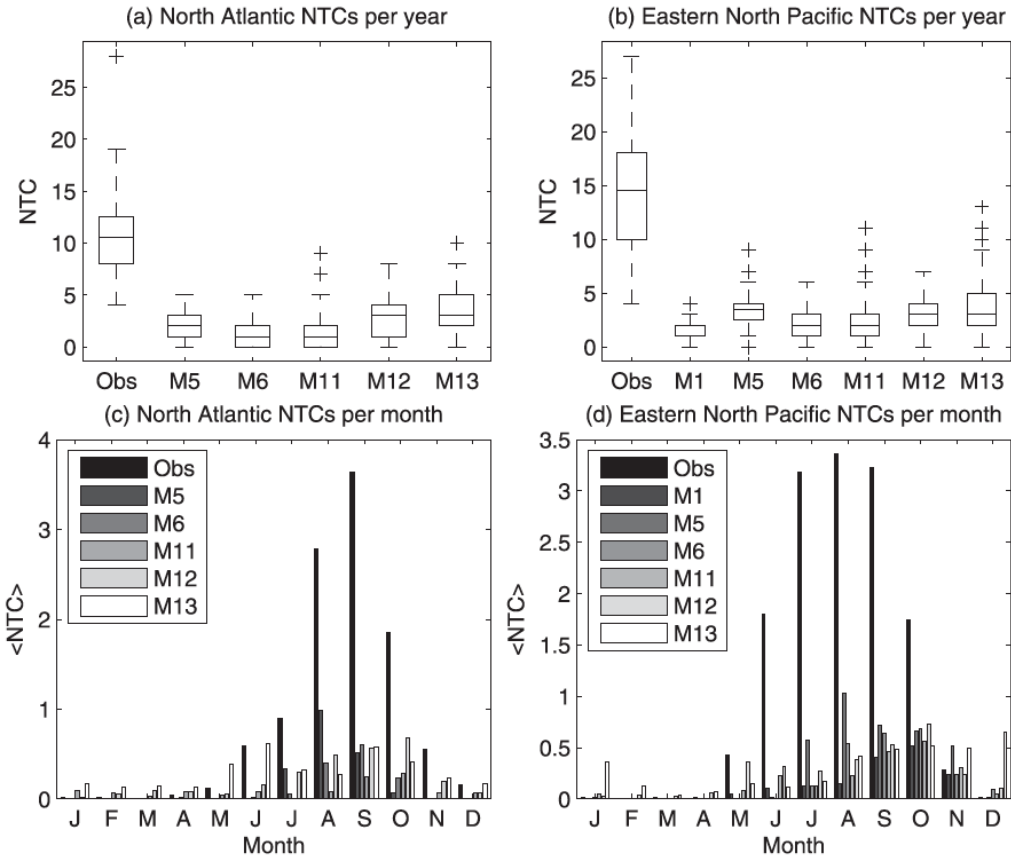 (a) North Atlantic NTCs per year
NTC
25
20
15
10
5
0
Obs M5 M6 M11 M12 M13
(b) Eastern North Pacific NTCs per year
NTC
25
20
15
10
5
0
Obs M1 M5 M6 M11 M12 M13
(c) North Atlantic NTCs per month
<NTC>
4
3
2
1
0
Obs
M5
M6
M11
M12
M13
J F M A M J J A S O N D
Month
(d) Eastern North Pacific NTCs per month
<NTC>
3.5
3
2.5
2
1.5
1
0.5
0
Obs
M1
M5
M6
M11
M12
M13
J F M A M J J A S O N D
Month